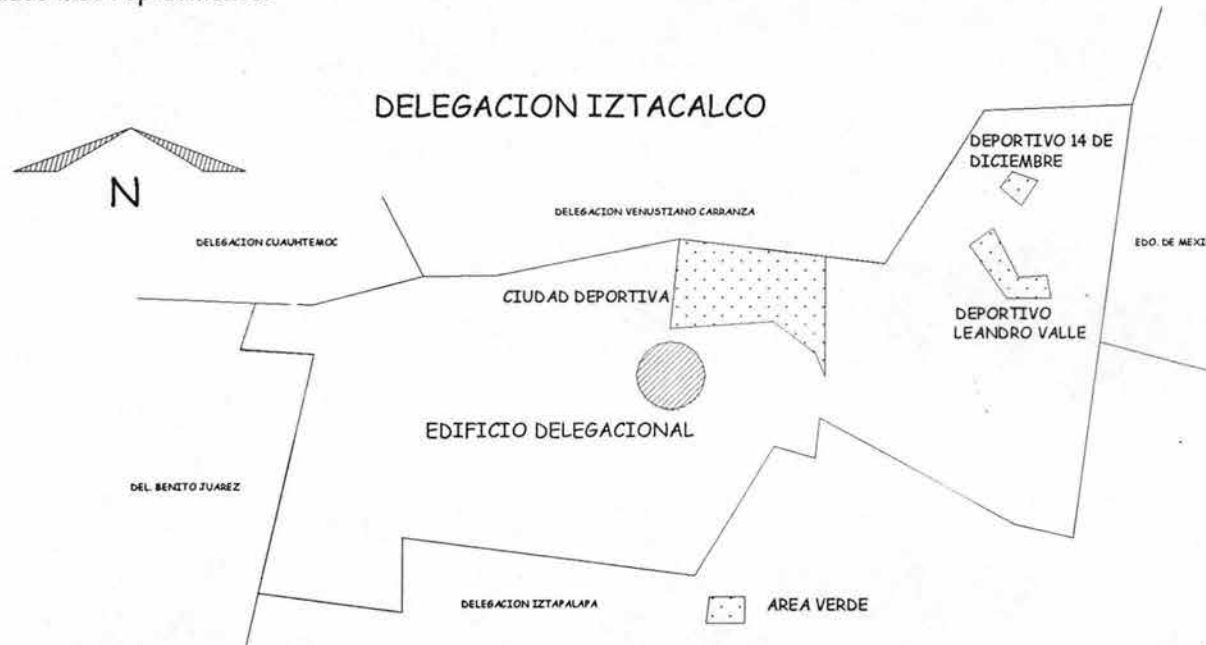 DELEGACION IZTACALCO
DEPORTIVO 14 DE
DICIEMBRE
N
DELEGACION VENUSTIANO CARRANZA
DELEGACION CUAUHTEMOC
EDO. DE MEXI
CIUDAD DEPORTIVA
DEPORTIVO
LEANDRO VALLE
EDIFICIO DELEGACIONAL
DEL. BENITO JUAREZ
DELEGACION IZTAPALAPA
AREA VERDE